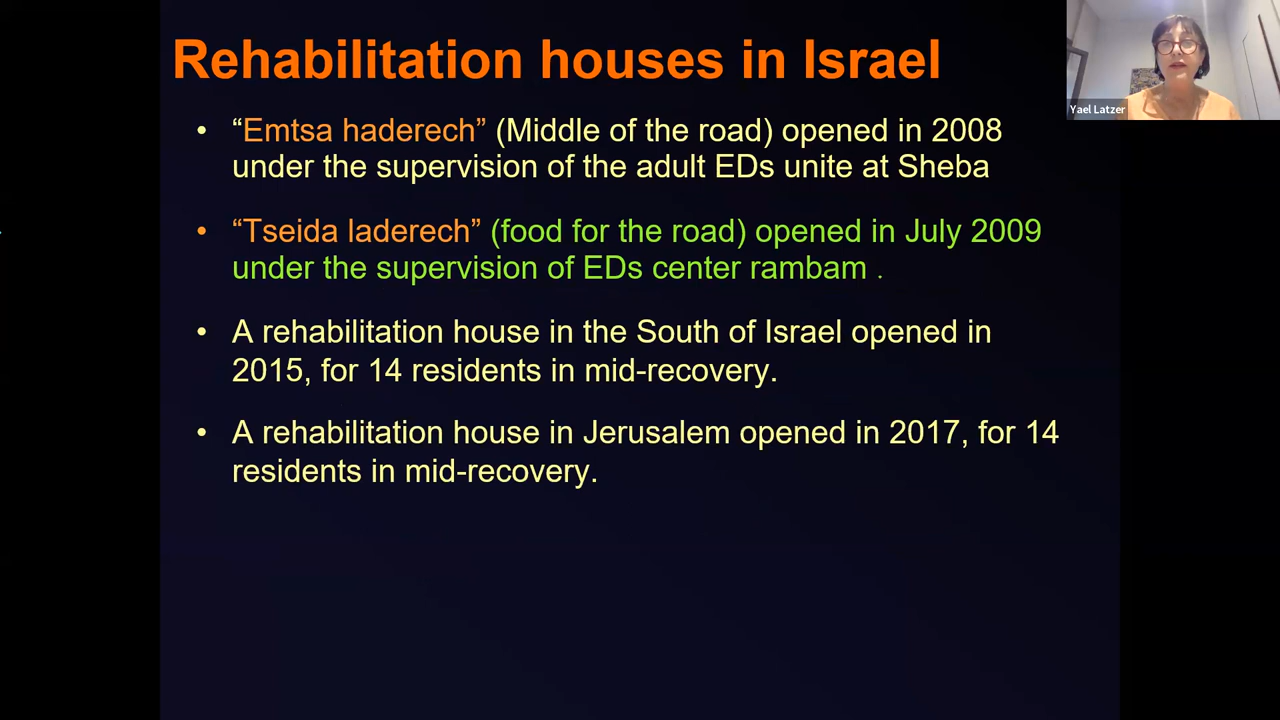 Rehabilitation houses in Israel
Yael Latzer
• “Emtsa haderech” (Middle of the road) opened in 2008
under the supervision of the adult EDs unite at Sheba
• “Tseida laderech” (food for the road) opened in July 2009
under the supervision of EDs center rambam .
• A rehabilitation house in the South of Israel opened in
2015, for 14 residents in mid-recovery.
• A rehabilitation house in Jerusalem opened in 2017, for 14
residents in mid-recovery.